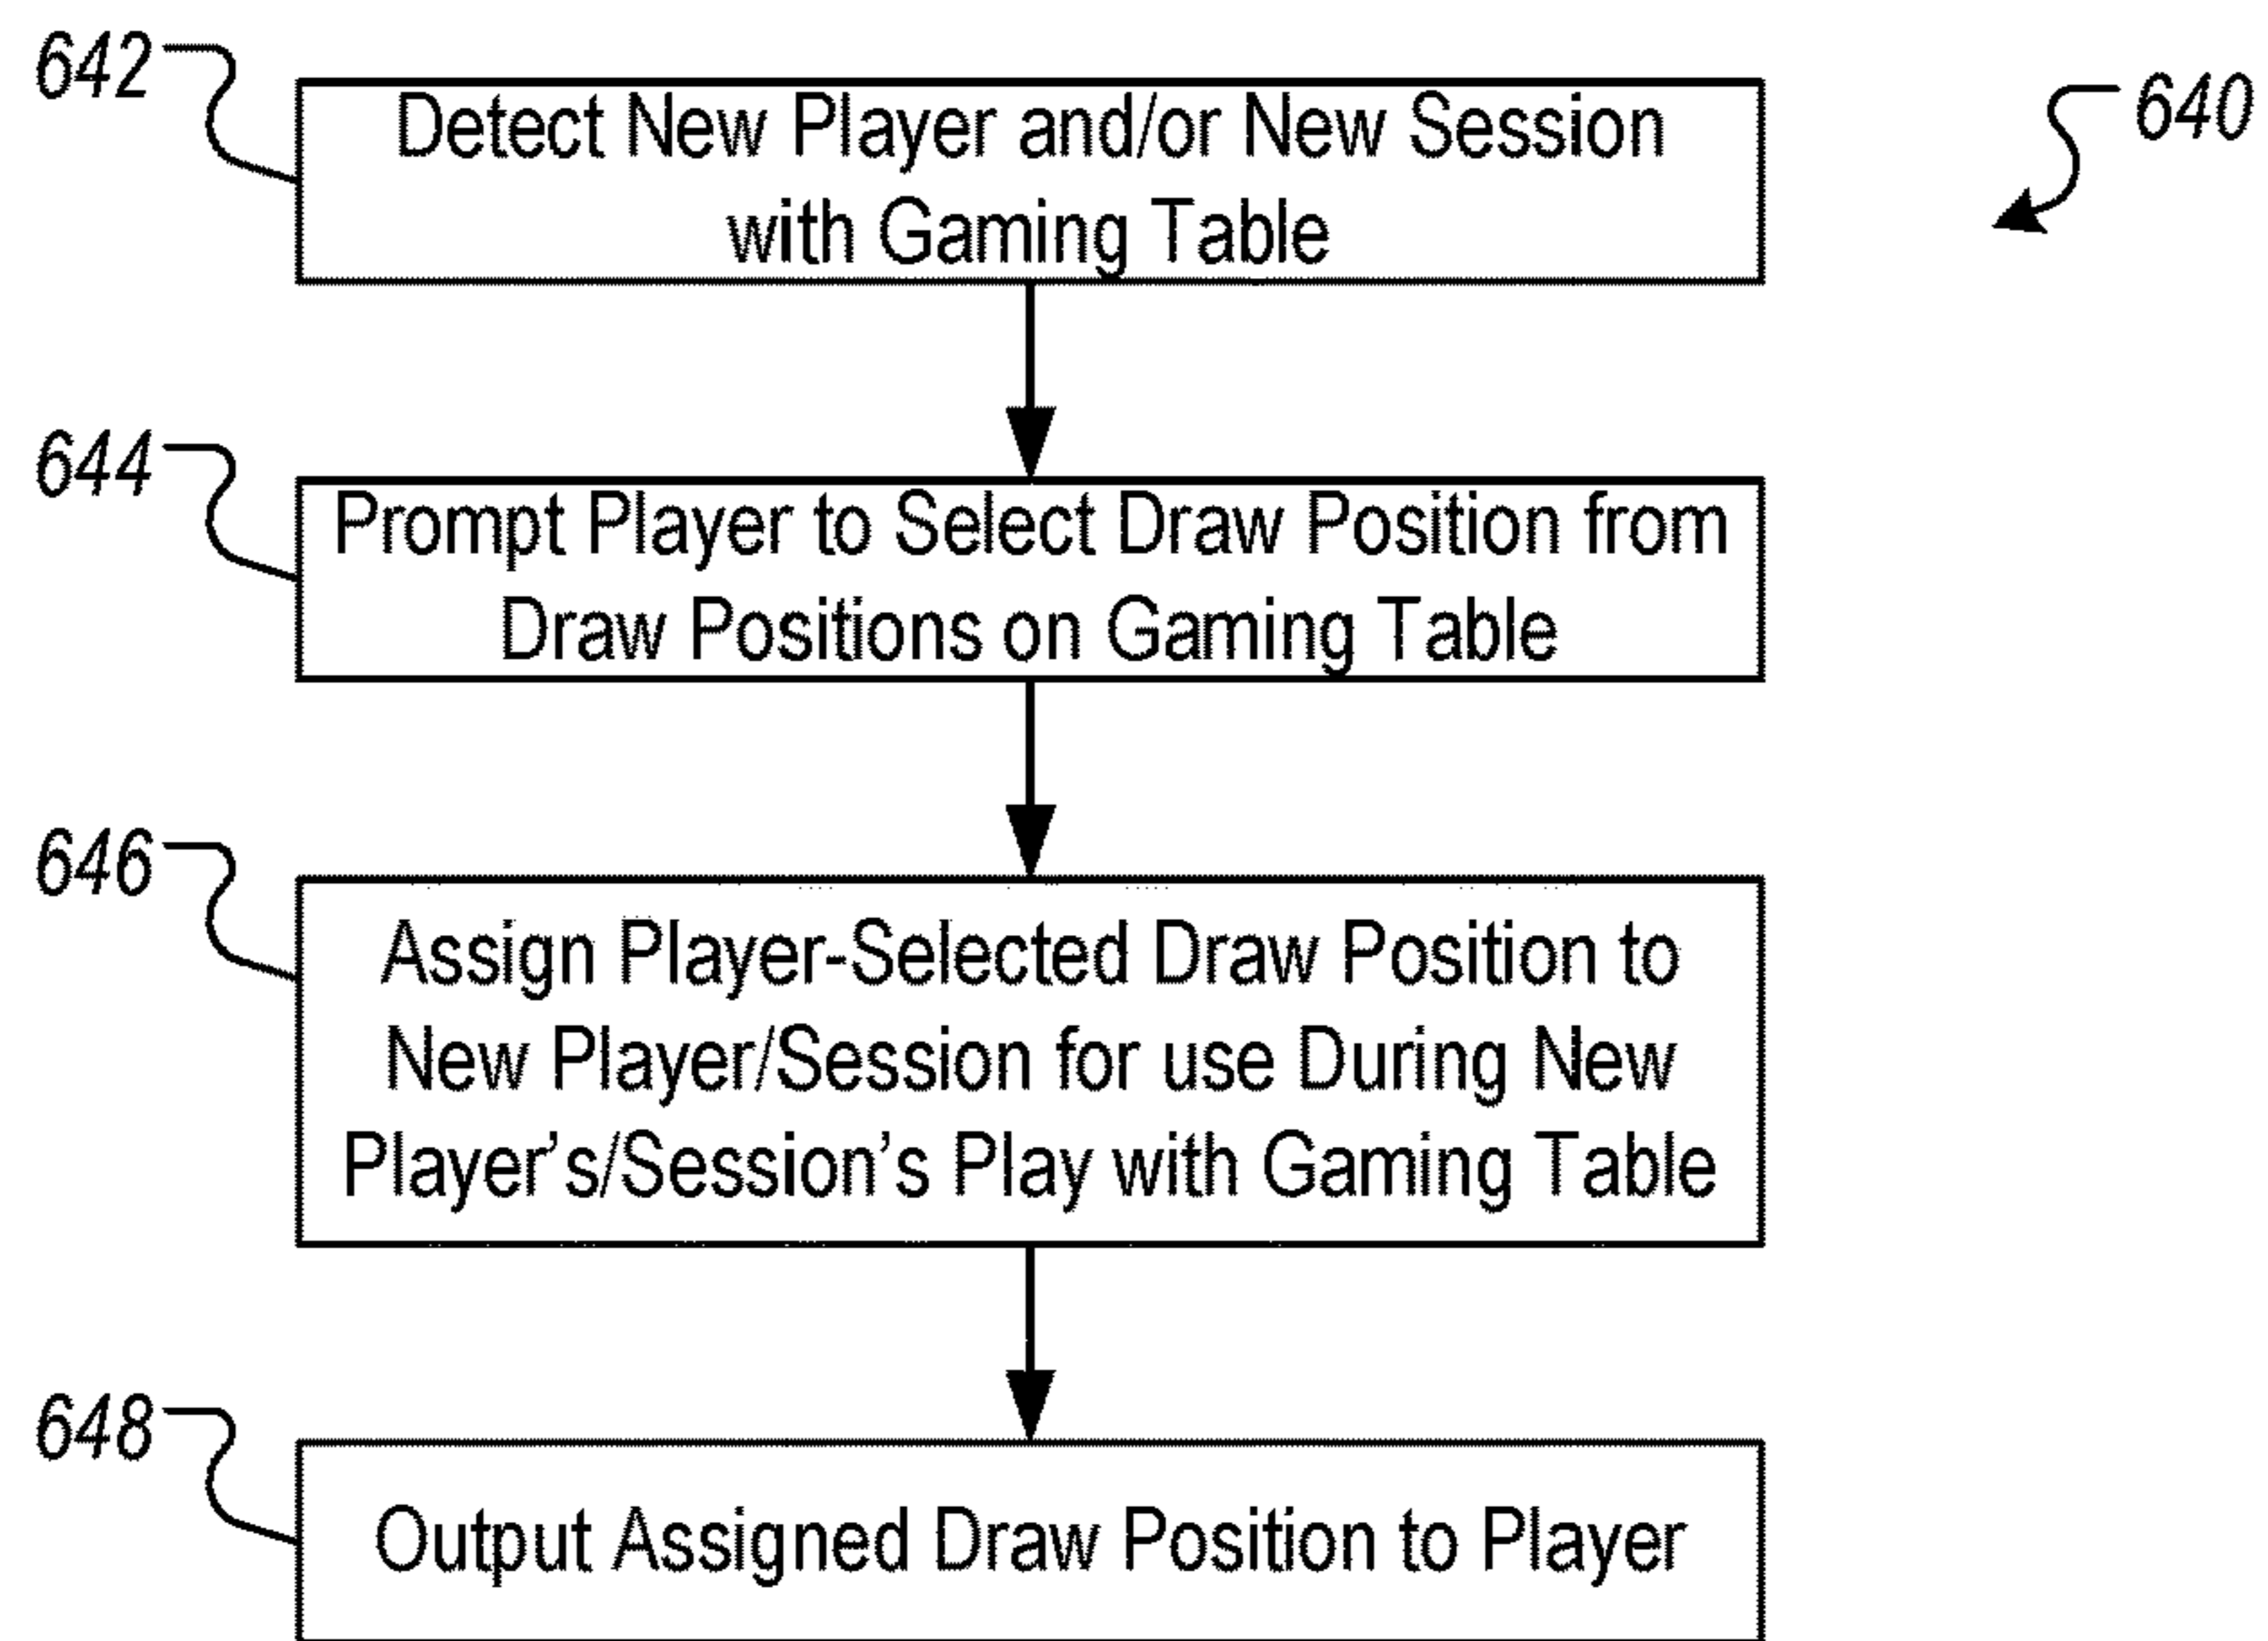 642
Detect New Player and/or New Session
with Gaming Table
640
644
Prompt Player to Select Draw Position from
Draw Positions on Gaming Table
646
Assign Player-Selected Draw Position to
New Player/Session for use During New
Player’s/Session’s Play with Gaming Table
648
Output Assigned Draw Position to Player